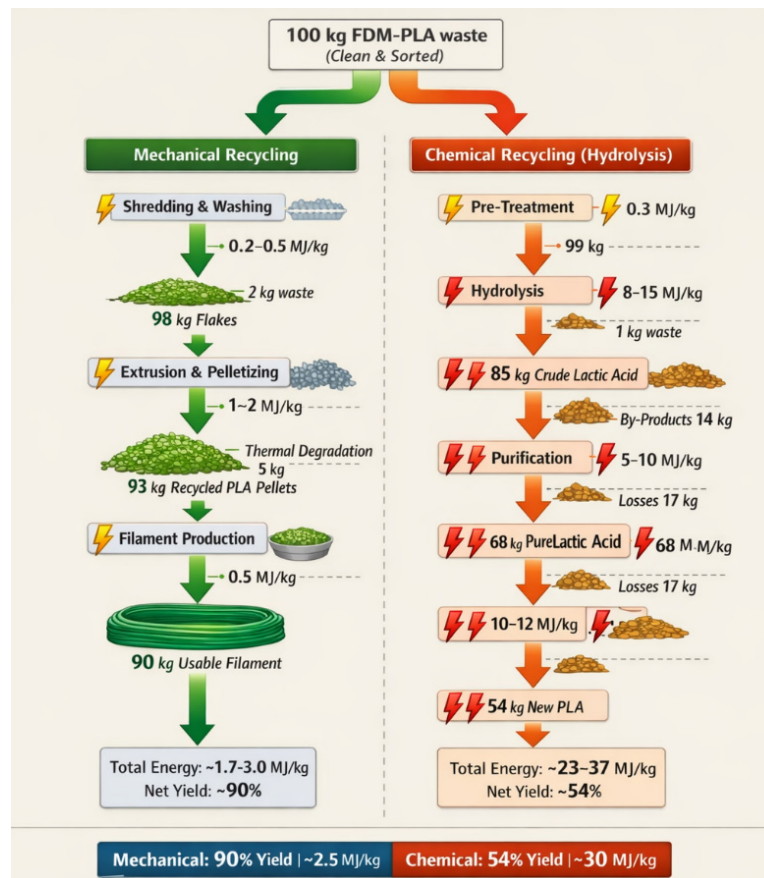 100 kg FDM-PLA waste
(Clean & Sorted)
Mechanical Recycling
Shredding & Washing
0.2–0.5 MJ/kg
2 kg waste
98 kg Flakes
Extrusion & Pelletizing
1–2 MJ/kg
Thermal Degradation
5 kg
93 kg Recycled PLA Pellets
Filament Production
0.5 MJ/kg
90 kg Usable Filament
Total Energy: ~1.7-3.0 MJ/kg
Net Yield: ~90%
Chemical Recycling (Hydrolysis)
Pre-Treatment
0.3 MJ/kg
99 kg
Hydrolysis
8–15 MJ/kg
1 kg waste
85 kg Crude Lactic Acid
By-Products 14 kg
Purification
5–10 MJ/kg
Losses 17 kg
68 kg PureLactic Acid
68 M-M/kg
Losses 17 kg
10–12 MJ/kg
54 kg New PLA
Total Energy: ~23–37 MJ/kg
Net Yield: ~54%
Mechanical: 90% Yield | ~2.5 MJ/kg
Chemical: 54% Yield | ~30 MJ/kg